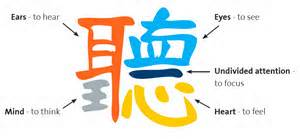 Ears - to hear
Eyes - to see
聽
Undivided attention -
to focus
Mind - to think
Heart - to feel